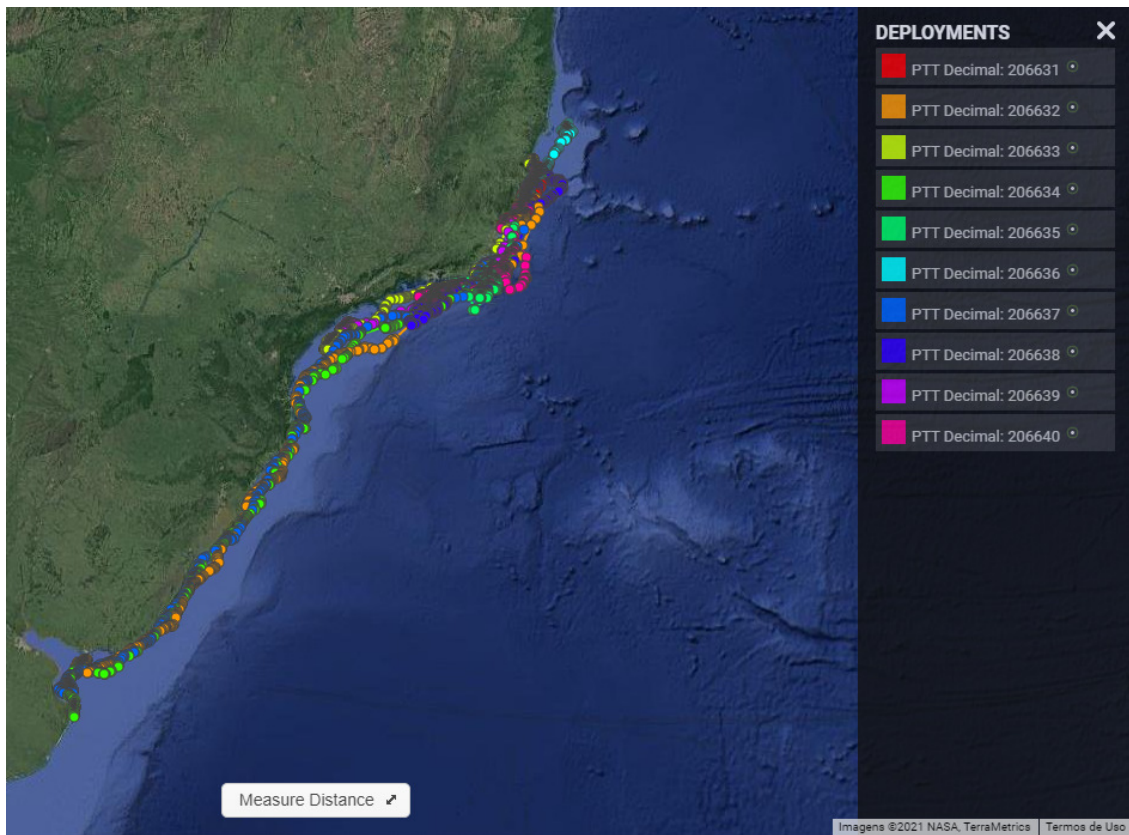 DEPLOYMENTS
PTT Decimal: 206631
PTT Decimal: 206632
PTT Decimal: 206633
PTT Decimal: 206634
PTT Decimal: 206635
PTT Decimal: 206636
PTT Decimal: 206637
PTT Decimal: 206638
PTT Decimal: 206639
PTT Decimal: 206640
Measure Distance
Imagens ©2021 NASA, TerraMetrics
Termos de Uso